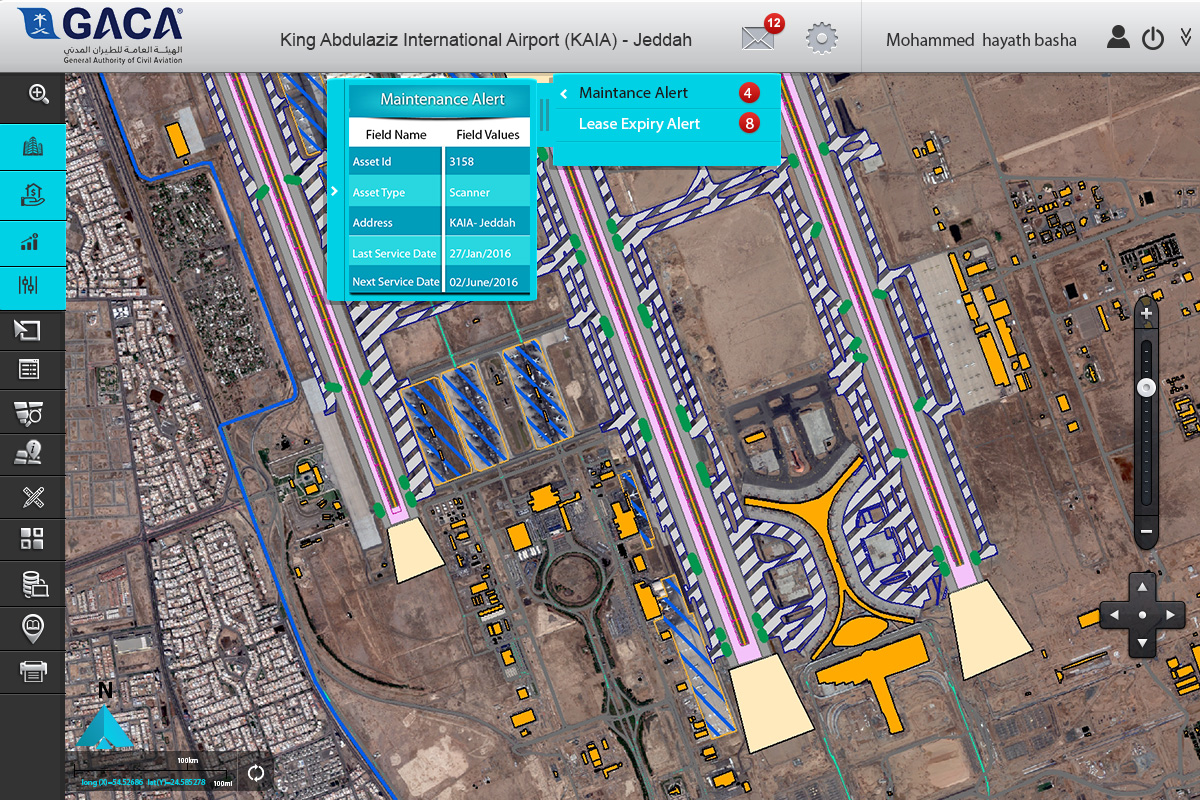 GACA
الهيئة العامة للطيران المدني
General Authority of Civil Aviation
King Abdulaziz International Airport (KAIA) - Jeddah
12
Mohammed hayath basha
Maintenance Alert
Field Name Field Values
Asset Id 3158
Asset Type Scanner
Address KAIA- Jeddah
Last Service Date 27/Jan/2016
Next Service Date 02/June/2016
Maintance Alert 4
Lease Expiry Alert 8
N
100km
long (X)=54.52686 lat(Y)=24.585278
100ml